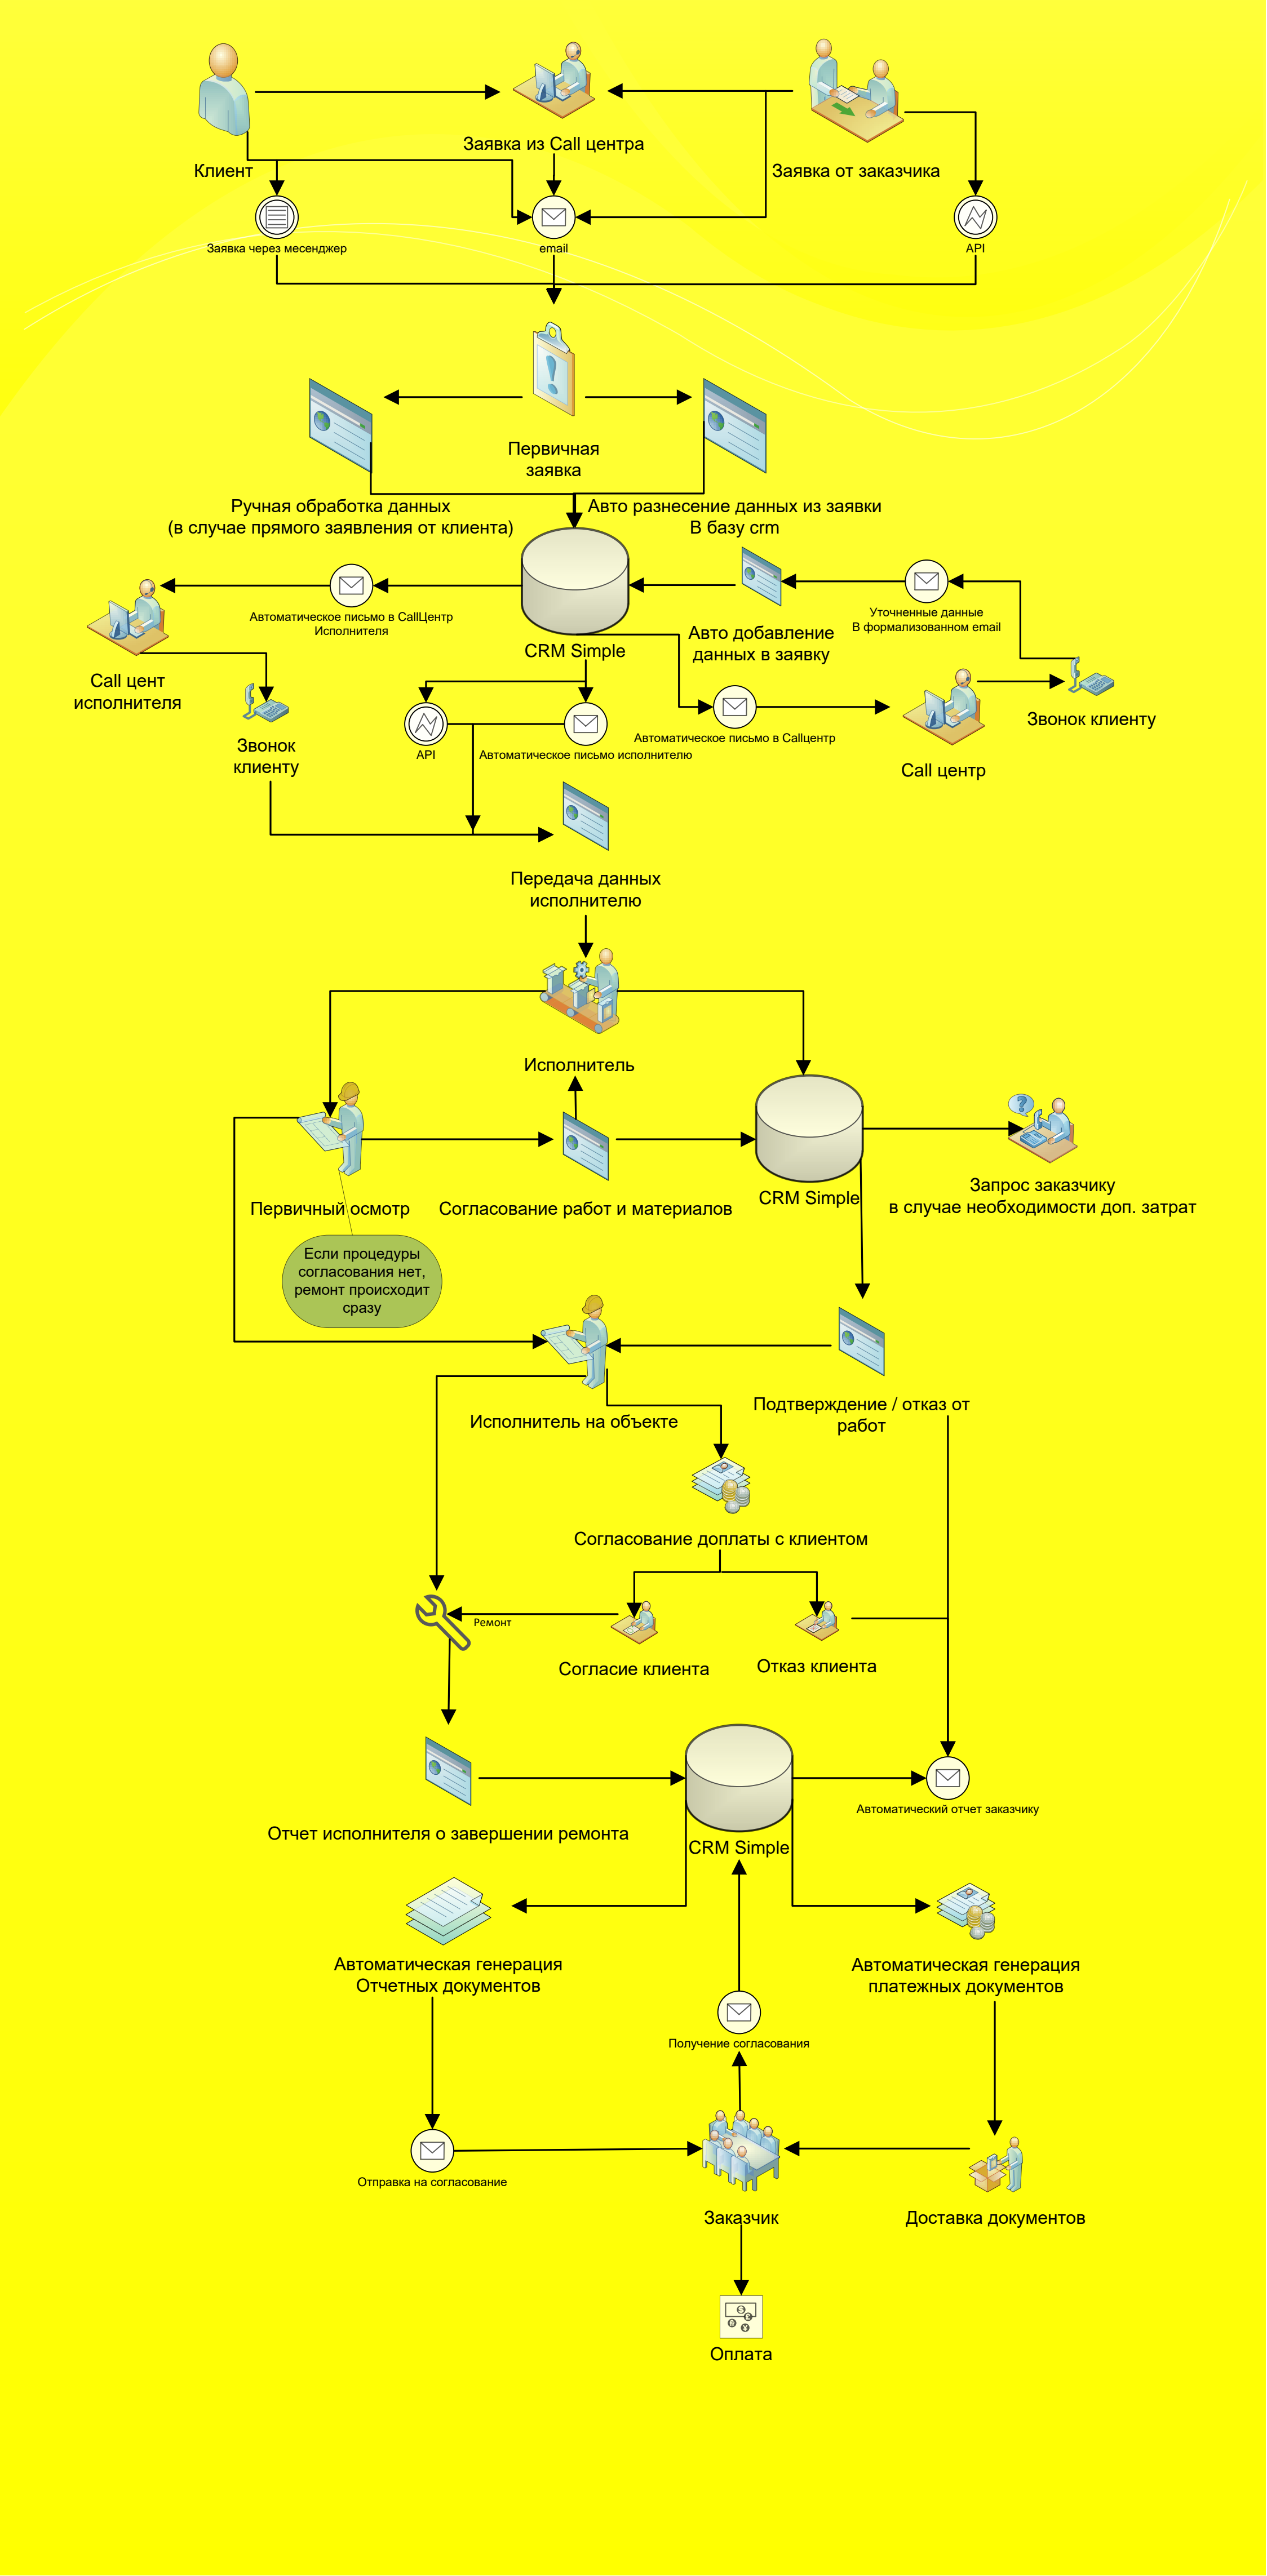 Заявка из Call центра
Клиент
Заявка от заказчика
Заявка через месенджер
email
API
Первичная
заявка
Ручная обработка данных
(в случае прямого заявления от клиента)
Авто разнесение данных из заявки
В базу crm
Автоматическое письмо в CallЦентр
Исполнителя
CRM Simple
Авто добавление
данных в заявку
Уточненные данные
В формализованном email
Call цент
исполнителя
Звонок
клиенту
API
Автоматическое письмо исполнителю
Автоматическое письмо в Callцентр
Call центр
Звонок клиенту
Передача данных
исполнителю
Исполнитель
Первичный осмотр
Согласование работ и материалов
CRM Simple
Запрос заказчику
в случае необходимости доп. затрат
Если процедуры
согласования нет,
ремонт происходит
сразу
Исполнитель на объекте
Подтверждение / отказ от
работ
Согласование доплаты с клиентом
Ремонт
Согласие клиента
Отказ клиента
Отчет исполнителя о завершении ремонта
CRM Simple
Автоматический отчет заказчику
Автоматическая генерация
Отчетных документов
Автоматическая генерация
платежных документов
Получение согласования
Отправка на согласование
Заказчик
Доставка документов
Оплата